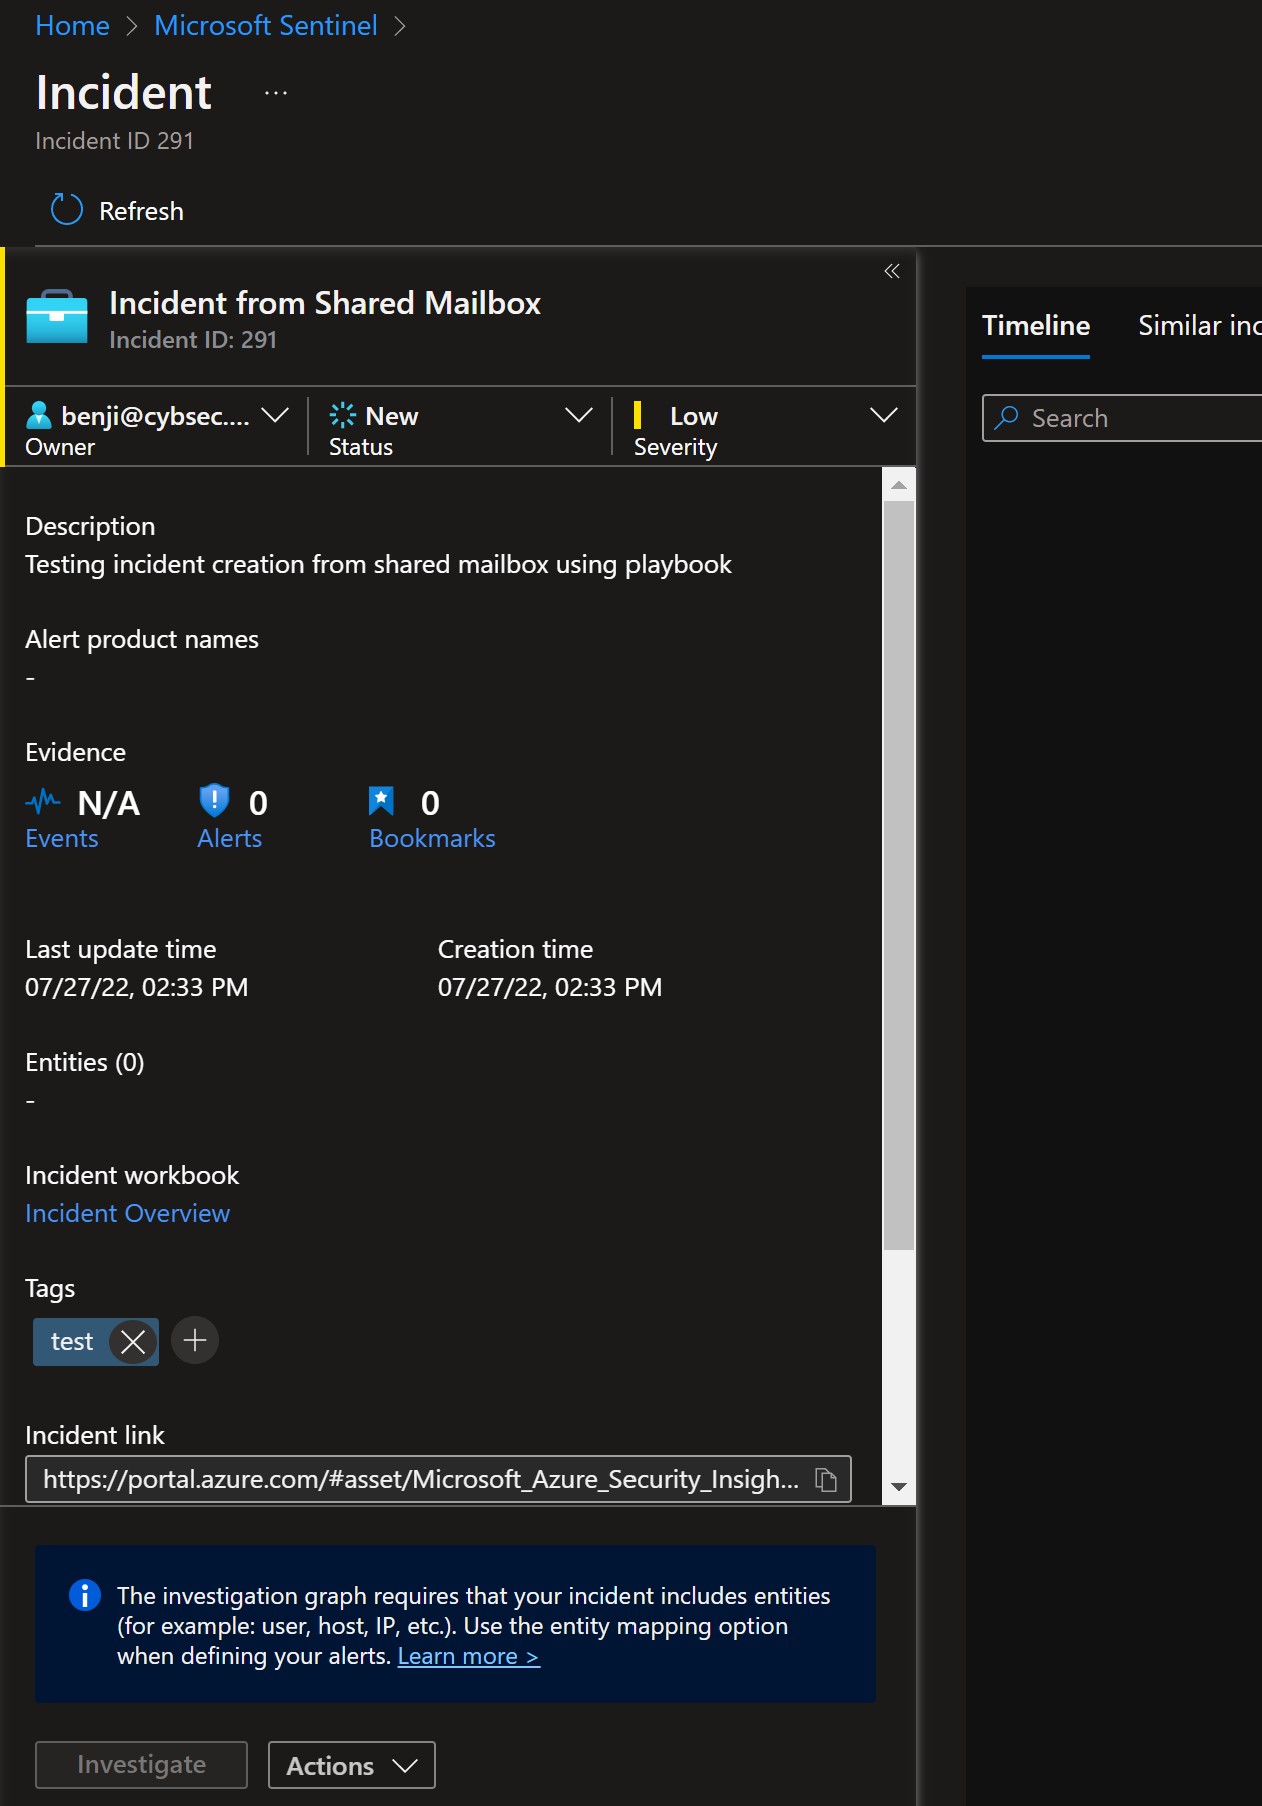 Home > Microsoft Sentinel >
Incident ...
Incident ID 291
Refresh
Incident from Shared Mailbox
Incident ID: 291
benji@cybsec....
Owner
New
Status
Low
Severity
Description
Testing incident creation from shared mailbox using playbook
Alert product names
-
Evidence
N/A
Events
0
Alerts
0
Bookmarks
Last update time
07/27/22, 02:33 PM
Creation time
07/27/22, 02:33 PM
Entities (0)
-
Incident workbook
Incident Overview
Tags
test
Incident link
https://portal.azure.com/#asset/Microsoft_Azure_Security_Insigh...
The investigation graph requires that your incident includes entities
(for example: user, host, IP, etc.). Use the entity mapping option
when defining your alerts. Learn more >
Investigate
Actions
Timeline
Similar inc
Search